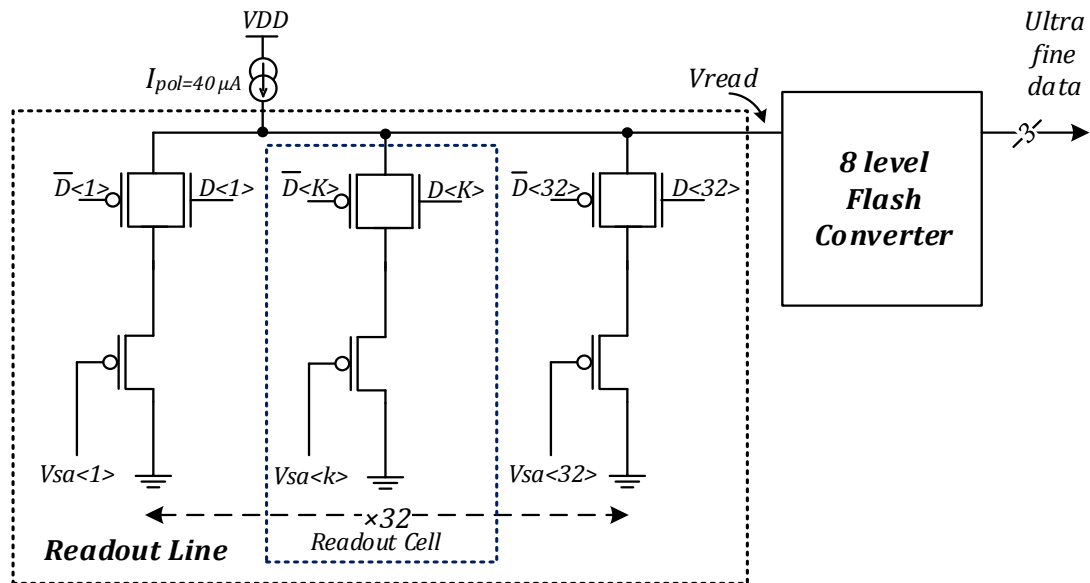 VDD
I_pol=40 μA
Vread
Ultra
fine
data
3
8 level
Flash
Converter
D̅<1>
D<1>
D̅<K>
D<K>
D̅<32>
D<32>
Vsa<1>
Vsa<k>
Vsa<32>
×32
Readout Line
Readout Cell